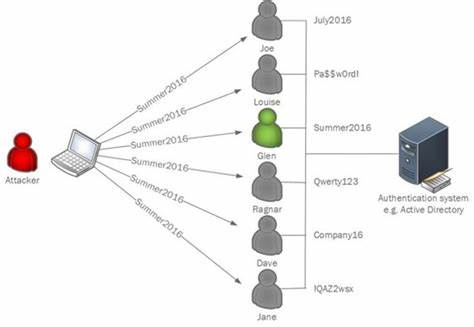 July2016
Joe
Summer2016
Pa$$w0rd!
Louise
Summer2016
Summer2016
Glen
Summer2016
Attacker
Summer2016
Qwerty123
Ragnar
Authentication system
e.g. Active Directory
Summer2016
Company16
Dave
Summer2016
!QAZ2wsx
Jane